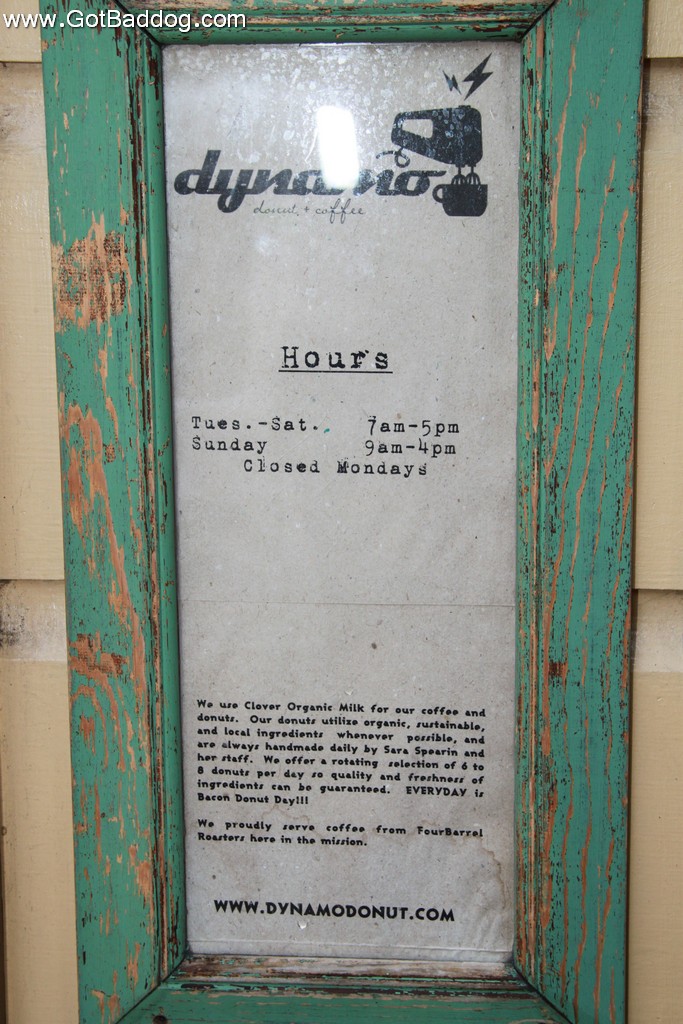 www.GotBaddog.com
dynamo
donut + coffee
Hours
Tues.-Sat. 7am-5pm
Sunday 9am-4pm
Closed Mondays
We use Clover Organic Milk for our coffee and
donuts. Our donuts utilize organic, sustainable,
and local ingredients whenever possible, and
are always handmade daily by Sara Spearin and
her staff. We offer a rotating selection of 6 to
8 donuts per day so quality and freshness of
ingredients can be guaranteed. EVERYDAY is
Bacon Donut Day!!!
We proudly serve coffee from FourBarrel
Roasters here in the mission.
WWW.DYNAMODONUT.COM